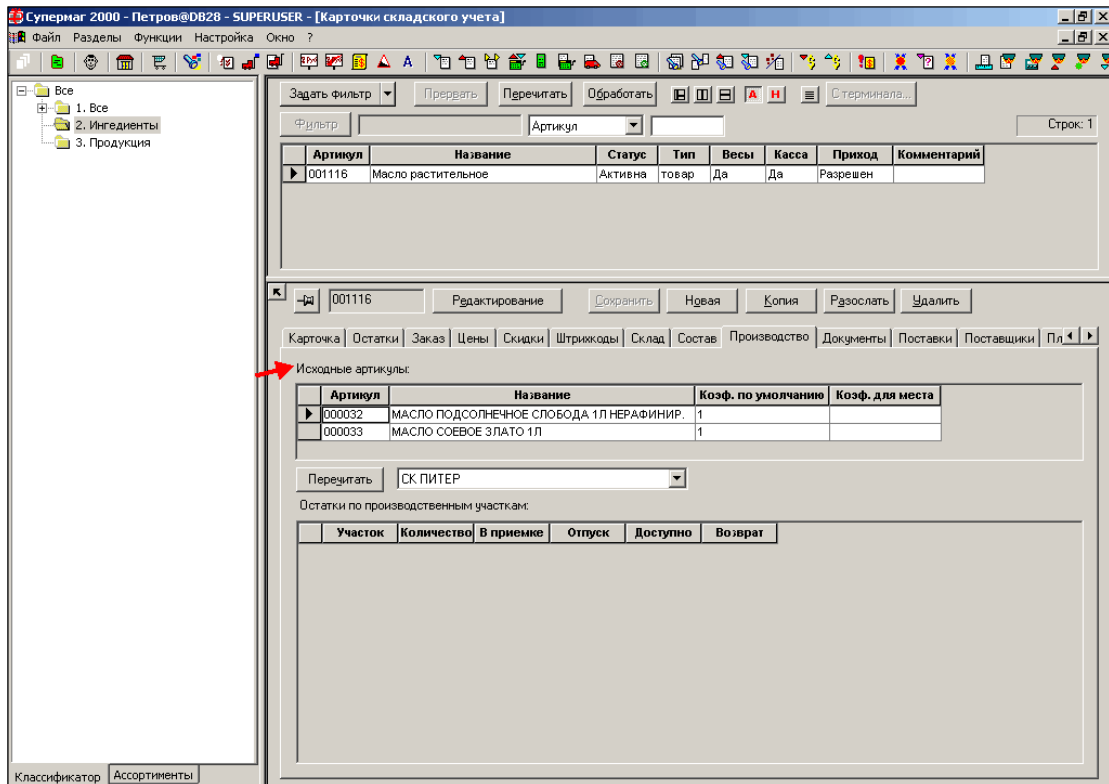 Супермаг 2000 - Петров@DB28 - SUPERUSER - [Карточки складского учета]
Файл Разделы Функции Настройка Окно ?
Все
1. Все
2. Ингедиенты
3. Продукция
Задать фильтр Прервать Перечитать Обработать А Н С терминала...
Фильтр Артикул Строк: 1
Артикул Название Статус Тип Весы Касса Приход Комментарий
001116 Масло растительное Активна товар Да Да Разрешен
001116 Редактирование Сохранить Новая Копия Разослать Удалить
Карточка Остатки Заказ Цены Скидки Штрихкоды Склад Состав Производство Документы Поставки Поставщики Пл
Исходные артикулы:
Артикул Название Коэф. по умолчанию Коэф. для места
000032 МАСЛО ПОДСОЛНЕЧНОЕ СЛОБОДА 1Л НЕРАФИНИР. 1
000033 МАСЛО СОЕВОЕ ЗЛАТО 1Л 1
Перечитать СК ПИТЕР
Остатки по производственным участкам:
Участок Количество В приемке Отпуск Доступно Возврат
Классификатор Ассортименты